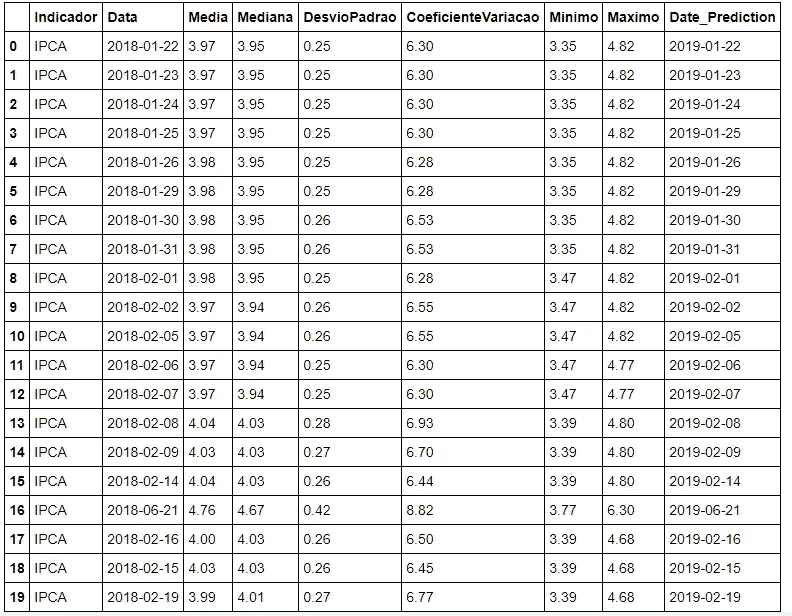 Indicador Data Media Mediana DesvioPadrao CoeficienteVariacao Minimo Maximo Date_Prediction
0 IPCA 2018-01-22 3.97 3.95 0.25 6.30 3.35 4.82 2019-01-22
1 IPCA 2018-01-23 3.97 3.95 0.25 6.30 3.35 4.82 2019-01-23
2 IPCA 2018-01-24 3.97 3.95 0.25 6.30 3.35 4.82 2019-01-24
3 IPCA 2018-01-25 3.97 3.95 0.25 6.30 3.35 4.82 2019-01-25
4 IPCA 2018-01-26 3.98 3.95 0.25 6.28 3.35 4.82 2019-01-26
5 IPCA 2018-01-29 3.98 3.95 0.25 6.28 3.35 4.82 2019-01-29
6 IPCA 2018-01-30 3.98 3.95 0.26 6.53 3.35 4.82 2019-01-30
7 IPCA 2018-01-31 3.98 3.95 0.26 6.53 3.35 4.82 2019-01-31
8 IPCA 2018-02-01 3.98 3.95 0.25 6.28 3.47 4.82 2019-02-01
9 IPCA 2018-02-02 3.97 3.94 0.26 6.55 3.47 4.82 2019-02-02
10 IPCA 2018-02-05 3.97 3.94 0.26 6.55 3.47 4.82 2019-02-05
11 IPCA 2018-02-06 3.97 3.94 0.25 6.30 3.47 4.77 2019-02-06
12 IPCA 2018-02-07 3.97 3.94 0.25 6.30 3.47 4.77 2019-02-07
13 IPCA 2018-02-08 4.04 4.03 0.28 6.93 3.39 4.80 2019-02-08
14 IPCA 2018-02-09 4.03 4.03 0.27 6.70 3.39 4.80 2019-02-09
15 IPCA 2018-02-14 4.04 4.03 0.26 6.44 3.39 4.80 2019-02-14
16 IPCA 2018-06-21 4.76 4.67 0.42 8.82 3.77 6.30 2019-06-21
17 IPCA 2018-02-16 4.00 4.03 0.26 6.50 3.39 4.68 2019-02-16
18 IPCA 2018-02-15 4.03 4.03 0.26 6.45 3.39 4.68 2019-02-15
19 IPCA 2018-02-19 3.99 4.01 0.27 6.77 3.39 4.68 2019-02-19